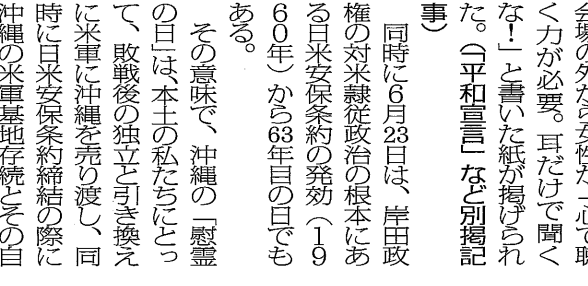 会場の外から女性が「心で聴
く力が必要。耳だけで聞く
な！」と書いた紙が掲げられ
た。（「平和宣言」など別掲記
事）
　同時に６月23日は、岸田政
権の対米隷従政治の根本にあ
る日米安保条約の発効（１９
６０年）から63年目の日でも
ある。
　その意味で、沖縄の「慰霊
の日」は、本土の私たちにとっ
て、敗戦後の独立と引き換え
に米軍に沖縄を売り渡し、同
時に日米安保条約締結の際に
沖縄の米軍基地存続とその自